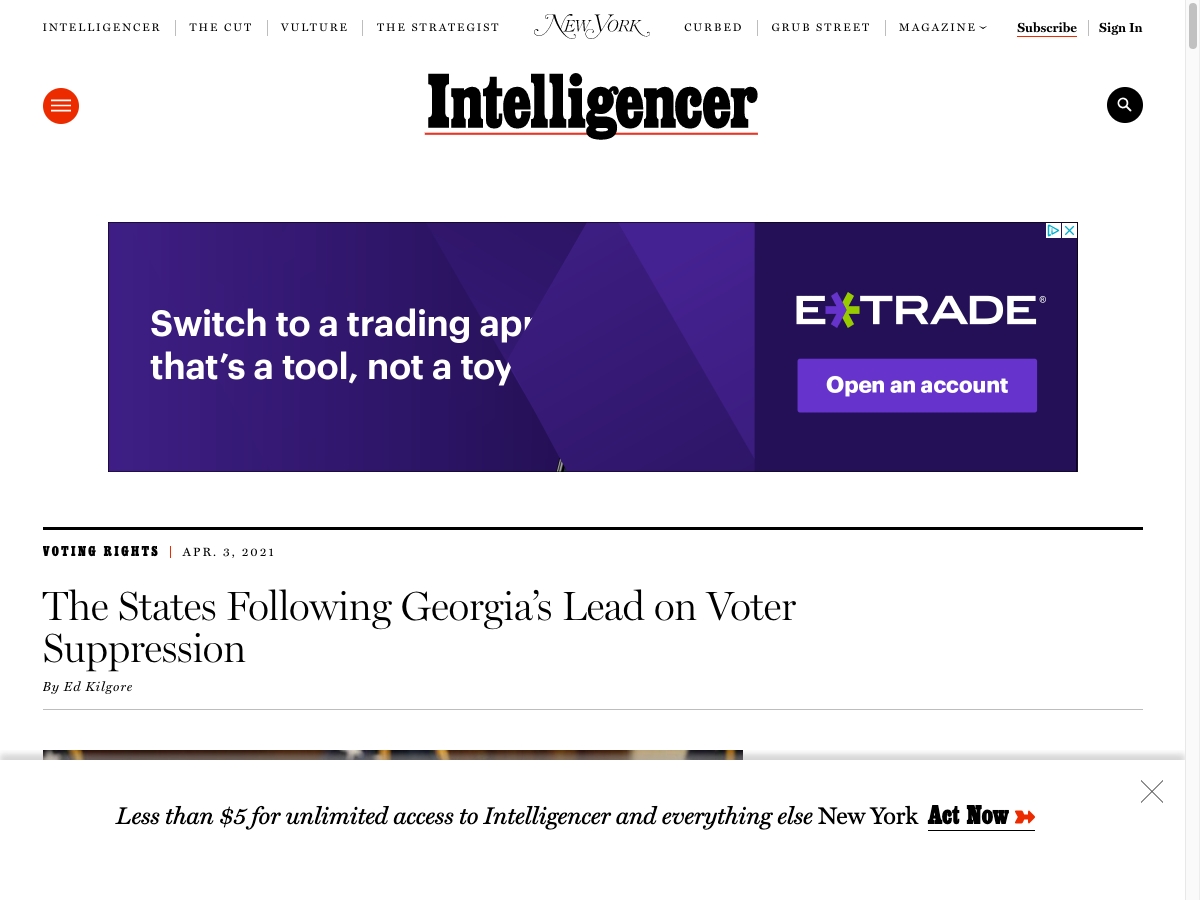 INTELLIGENCER THE CUT VULTURE THE STRATEGIST NEW YORK CURBED GRUB STREET MAGAZINE Subscribe Sign In
Intelligencer
Switch to a trading app
that's a tool, not a toy
E*TRADE®
Open an account
VOTING RIGHTS | APR. 3, 2021
The States Following Georgia's Lead on Voter
Suppression
By Ed Kilgore
Less than $5 for unlimited access to Intelligencer and everything else New York Act Now